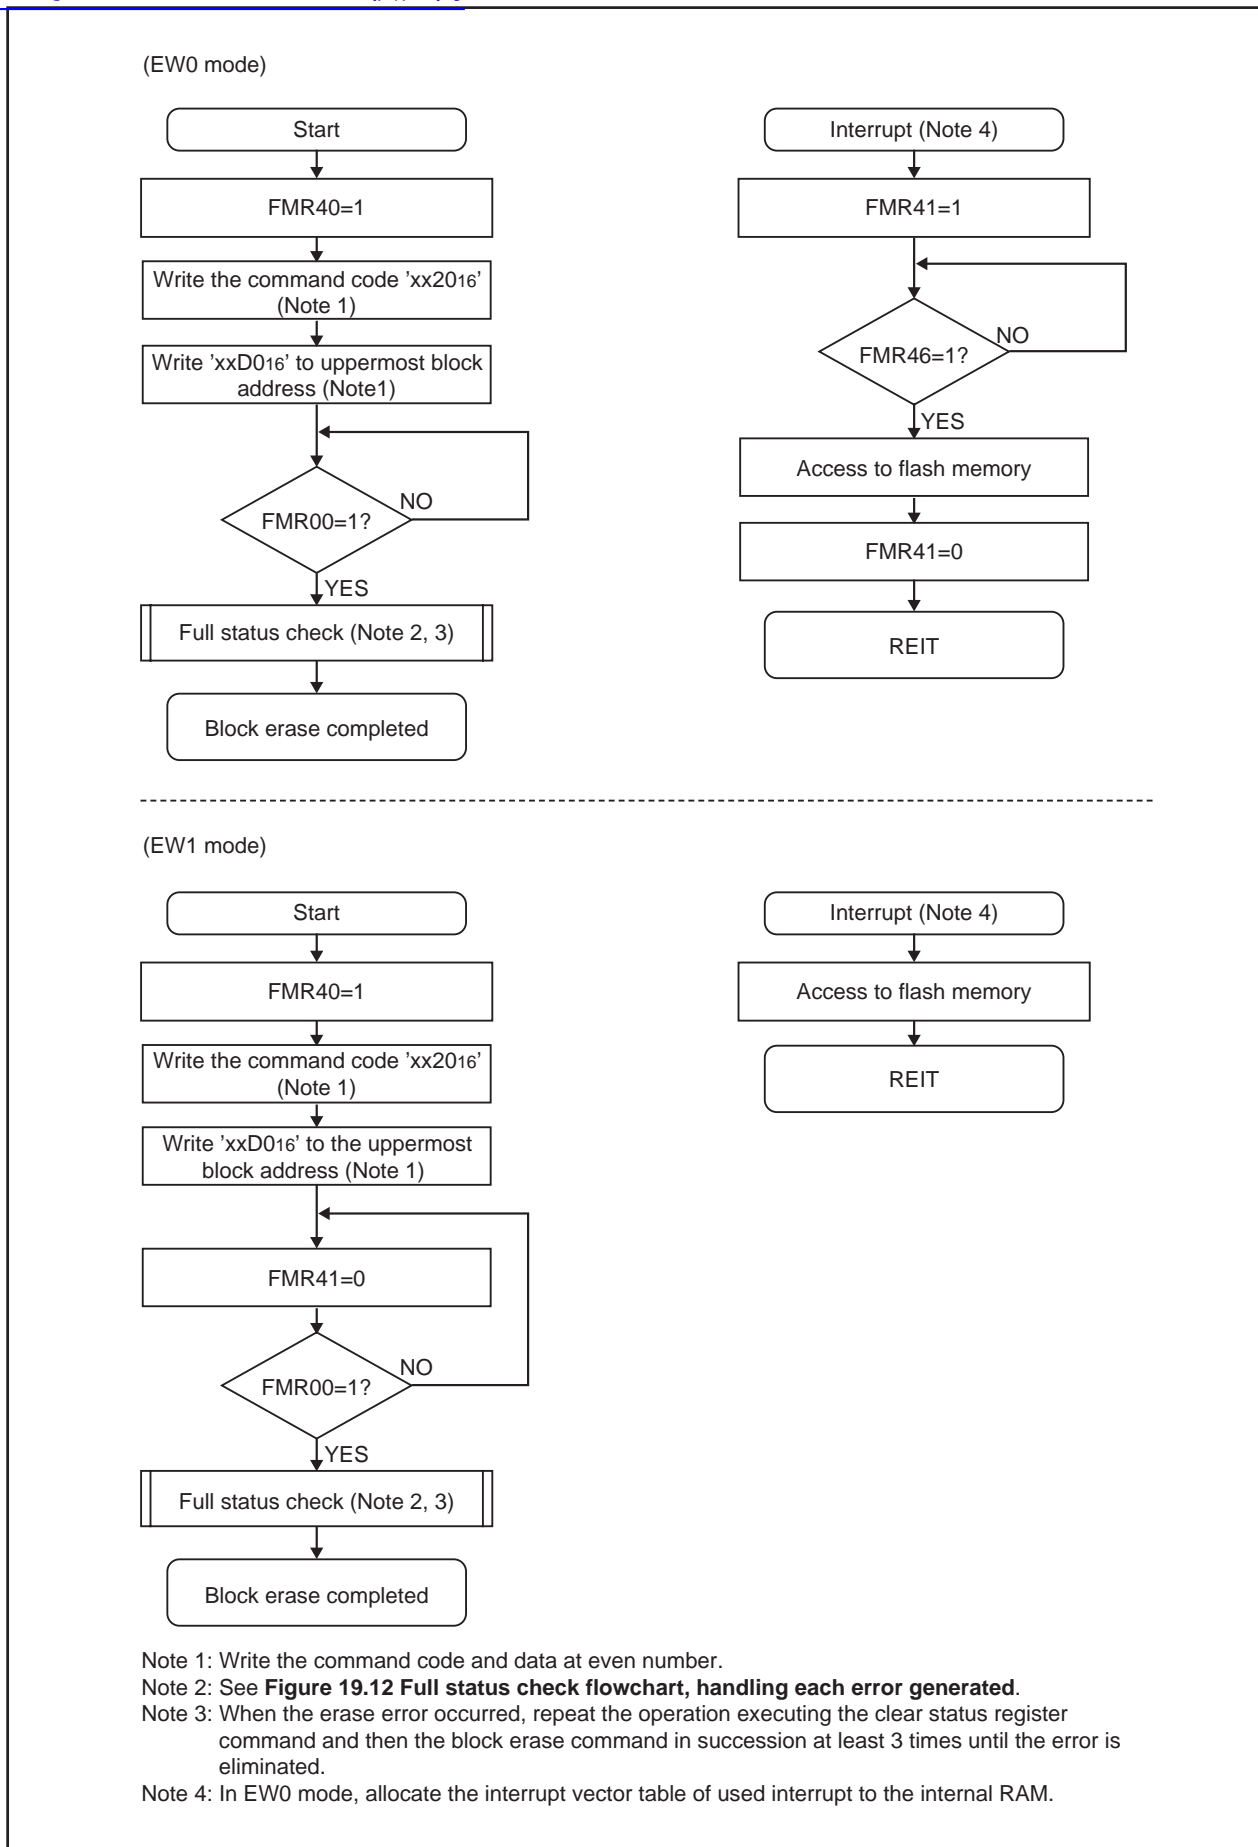 (EW0 mode)
Start
FMR40=1
Write the command code ’xx2016’
(Note 1)
Write ’xxD016’ to uppermost block
address (Note1)
FMR00=1?
NO
YES
Full status check (Note 2, 3)
Block erase completed
Interrupt (Note 4)
FMR41=1
FMR46=1?
NO
YES
Access to flash memory
FMR41=0
REIT
(EW1 mode)
Start
FMR40=1
Write the command code ’xx2016’
(Note 1)
Write ’xxD016’ to the uppermost
block address (Note 1)
FMR41=0
FMR00=1?
NO
YES
Full status check (Note 2, 3)
Block erase completed
Interrupt (Note 4)
Access to flash memory
REIT
Note 1: Write the command code and data at even number.
Note 2: See Figure 19.12 Full status check flowchart, handling each error generated.
Note 3: When the erase error occurred, repeat the operation executing the clear status register
command and then the block erase command in succession at least 3 times until the error is
eliminated.
Note 4: In EW0 mode, allocate the interrupt vector table of used interrupt to the internal RAM.